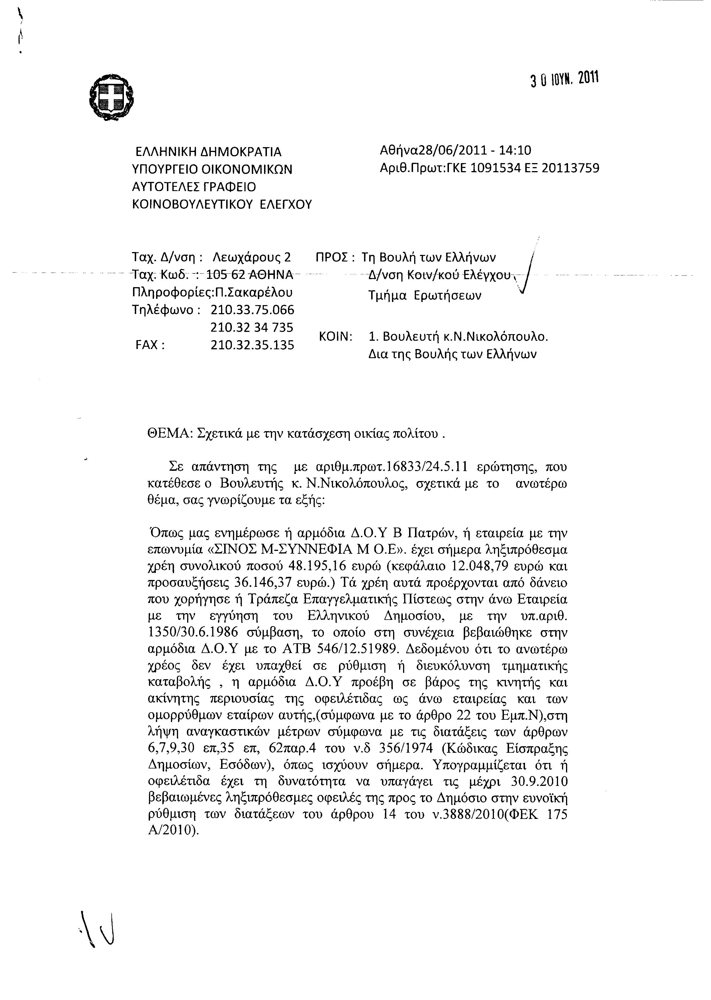 3 0 ΙΟΥΝ. 2011
ΕΛΛΗΝΙΚΗ ΔΗΜΟΚΡΑΤΙΑ
ΥΠΟΥΡΓΕΙΟ ΟΙΚΟΝΟΜΙΚΩΝ
ΑΥΤΟΤΕΛΕΣ ΓΡΑΦΕΙΟ
ΚΟΙΝΟΒΟΥΛΕΥΤΙΚΟΥ ΕΛΕΓΧΟΥ
Αθήνα28/06/2011 - 14:10
Αριθ.Πρωτ:ΓΚΕ 1091534 ΕΞ 20113759
Ταχ. Δ/νση : Λεωχάρους 2
Ταχ. Κωδ. : 105 62 ΑΘΗΝΑ
Πληροφορίες:Π.Σακαρέλου
Τηλέφωνο : 210.33.75.066
210.32 34 735
FAX : 210.32.35.135
ΠΡΟΣ : Τη Βουλή των Ελλήνων
Δ/νση Κοιν/κού Ελέγχου
Τμήμα Ερωτήσεων
ΚΟΙΝ: 1. Βουλευτή κ.Ν.Νικολόπουλο.
Δια της Βουλής των Ελλήνων
ΘΕΜΑ: Σχετικά με την κατάσχεση οικίας πολίτου .
Σε απάντηση της με αριθμ.πρωτ.16833/24.5.11 ερώτησης, που
κατέθεσε ο Βουλευτής κ. Ν.Νικολόπουλος, σχετικά με το ανωτέρω
θέμα, σας γνωρίζουμε τα εξής:
Όπως μας ενημέρωσε ή αρμόδια Δ.Ο.Υ Β Πατρών, ή εταιρεία με την
επωνυμία «ΣΙΝΟΣ Μ-ΣΥΝΝΕΦΙΑ Μ Ο.Ε». έχει σήμερα ληξιπρόθεσμα
χρέη συνολικού ποσού 48.195,16 ευρώ (κεφάλαιο 12.048,79 ευρώ και
προσαυξήσεις 36.146,37 ευρώ.) Τά χρέη αυτά προέρχονται από δάνειο
που χορήγησε ή Τράπεζα Επαγγελματικής Πίστεως στην άνω Εταιρεία
με την εγγύηση του Ελληνικού Δημοσίου, με την υπ.αριθ.
1350/30.6.1986 σύμβαση, το οποίο στη συνέχεια βεβαιώθηκε στην
αρμόδια Δ.Ο.Υ με το ΑΤΒ 546/12.51989. Δεδομένου ότι το ανωτέρω
χρέος δεν έχει υπαχθεί σε ρύθμιση ή διευκόλυνση τμηματικής
καταβολής , η αρμόδια Δ.Ο.Υ προέβη σε βάρος της κινητής και
ακίνητης περιουσίας της οφειλέτιδας ως άνω εταιρείας και των
ομορρύθμων εταίρων αυτής,(σύμφωνα με το άρθρο 22 του Εμπ.Ν),στη
λήψη αναγκαστικών μέτρων σύμφωνα με τις διατάξεις των άρθρων
6,7,9,30 επ,35 επ, 62παρ.4 του ν.δ 356/1974 (Κώδικας Είσπραξης
Δημοσίων, Εσόδων), όπως ισχύουν σήμερα. Υπογραμμίζεται ότι ή
οφειλέτιδα έχει τη δυνατότητα να υπαγάγει τις μέχρι 30.9.2010
βεβαιωμένες ληξιπρόθεσμες οφειλές της προς το Δημόσιο στην ευνοϊκή
ρύθμιση των διατάξεων του άρθρου 14 του ν.3888/2010(ΦΕΚ 175
Α/2010).